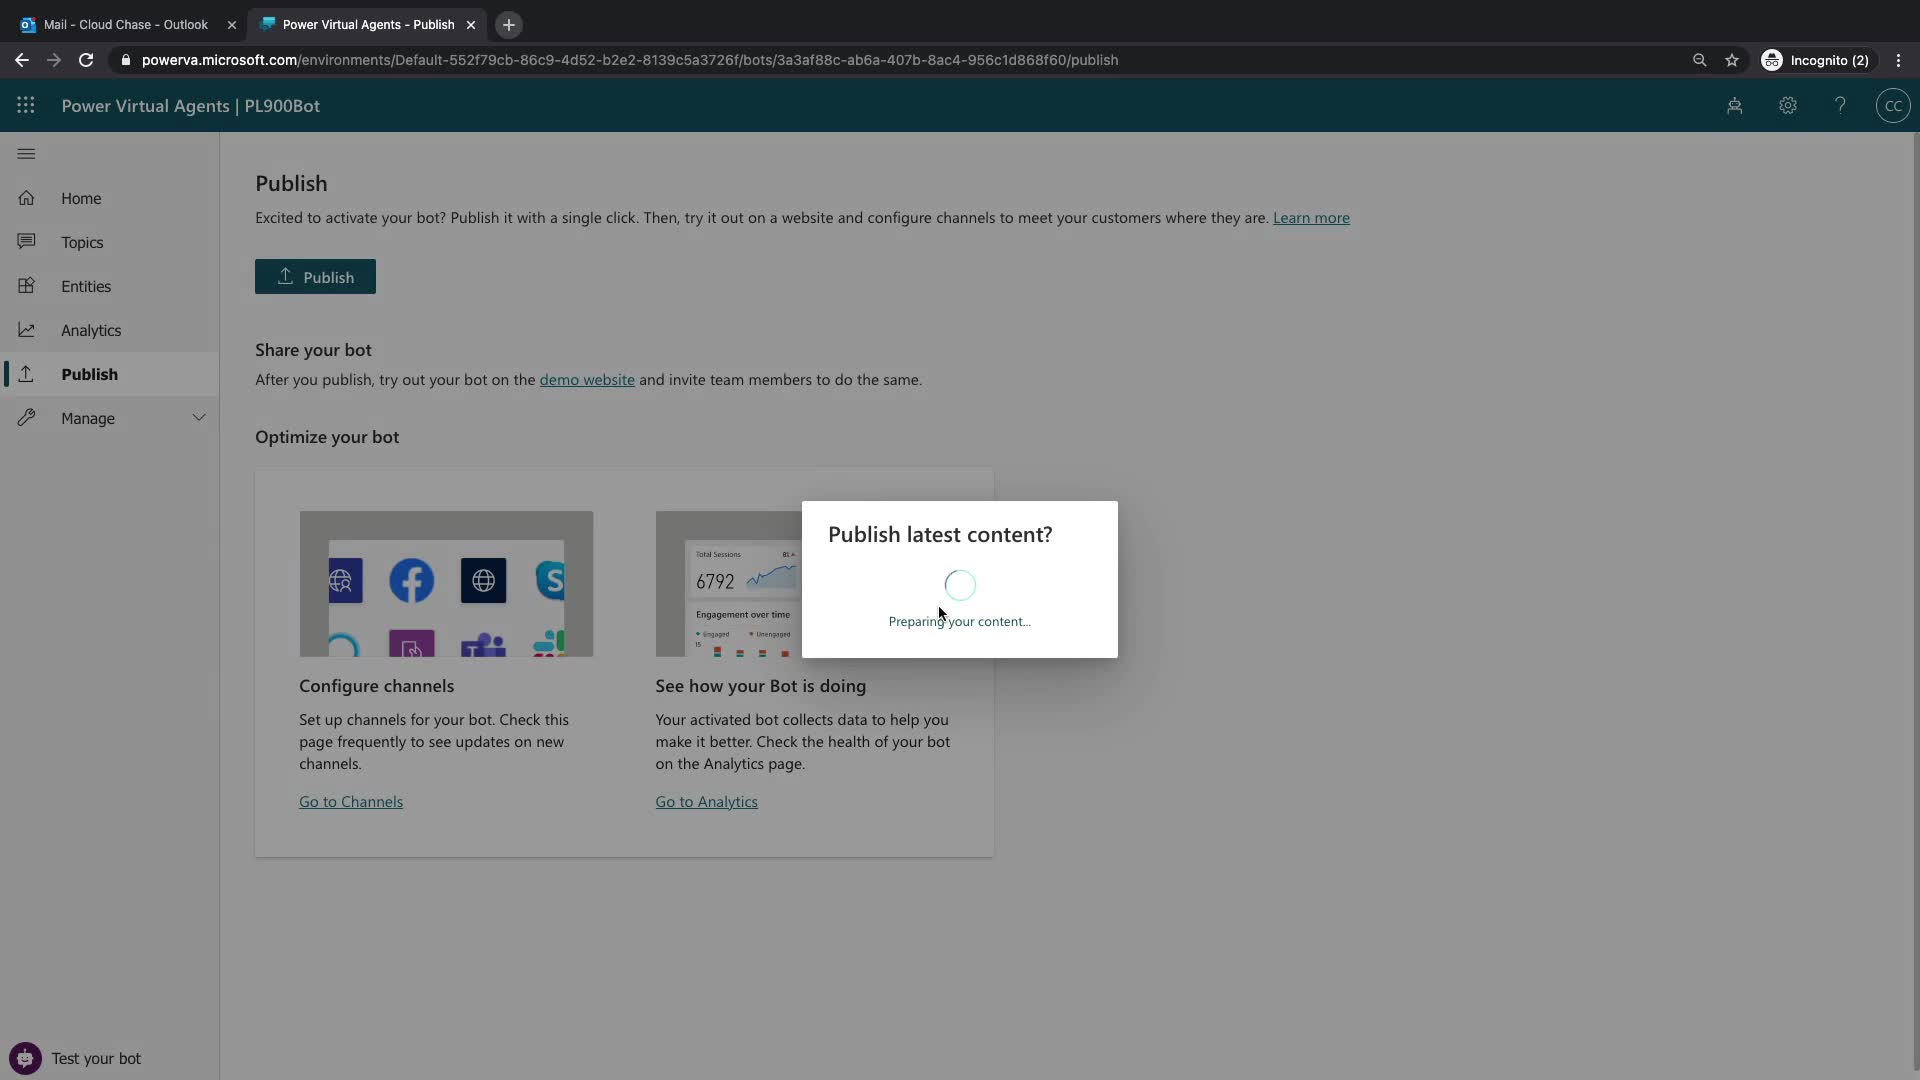 Mail - Cloud Chase - Outlook
Power Virtual Agents - Publish
powerva.microsoft.com/environments/Default-552f79cb-86c9-4d52-b2e2-8139c5a3726f/bots/3a3af88c-ab6a-407b-8ac4-956c1d868f60/publish
Incognito (2)
Power Virtual Agents | PL900Bot
CC
Home
Topics
Entities
Analytics
Publish
Manage
Publish
Excited to activate your bot? Publish it with a single click. Then, try it out on a website and configure channels to meet your customers where they are. Learn more
Publish
Share your bot
After you publish, try out your bot on the demo website and invite team members to do the same.
Optimize your bot
Total Sessions
81
6792
Engagement over time
Engaged
Unengaged
15
Configure channels
Set up channels for your bot. Check this
page frequently to see updates on new
channels.
Go to Channels
See how your Bot is doing
Your activated bot collects data to help you
make it better. Check the health of your bot
on the Analytics page.
Go to Analytics
Publish latest content?
Preparing your content...
Test your bot